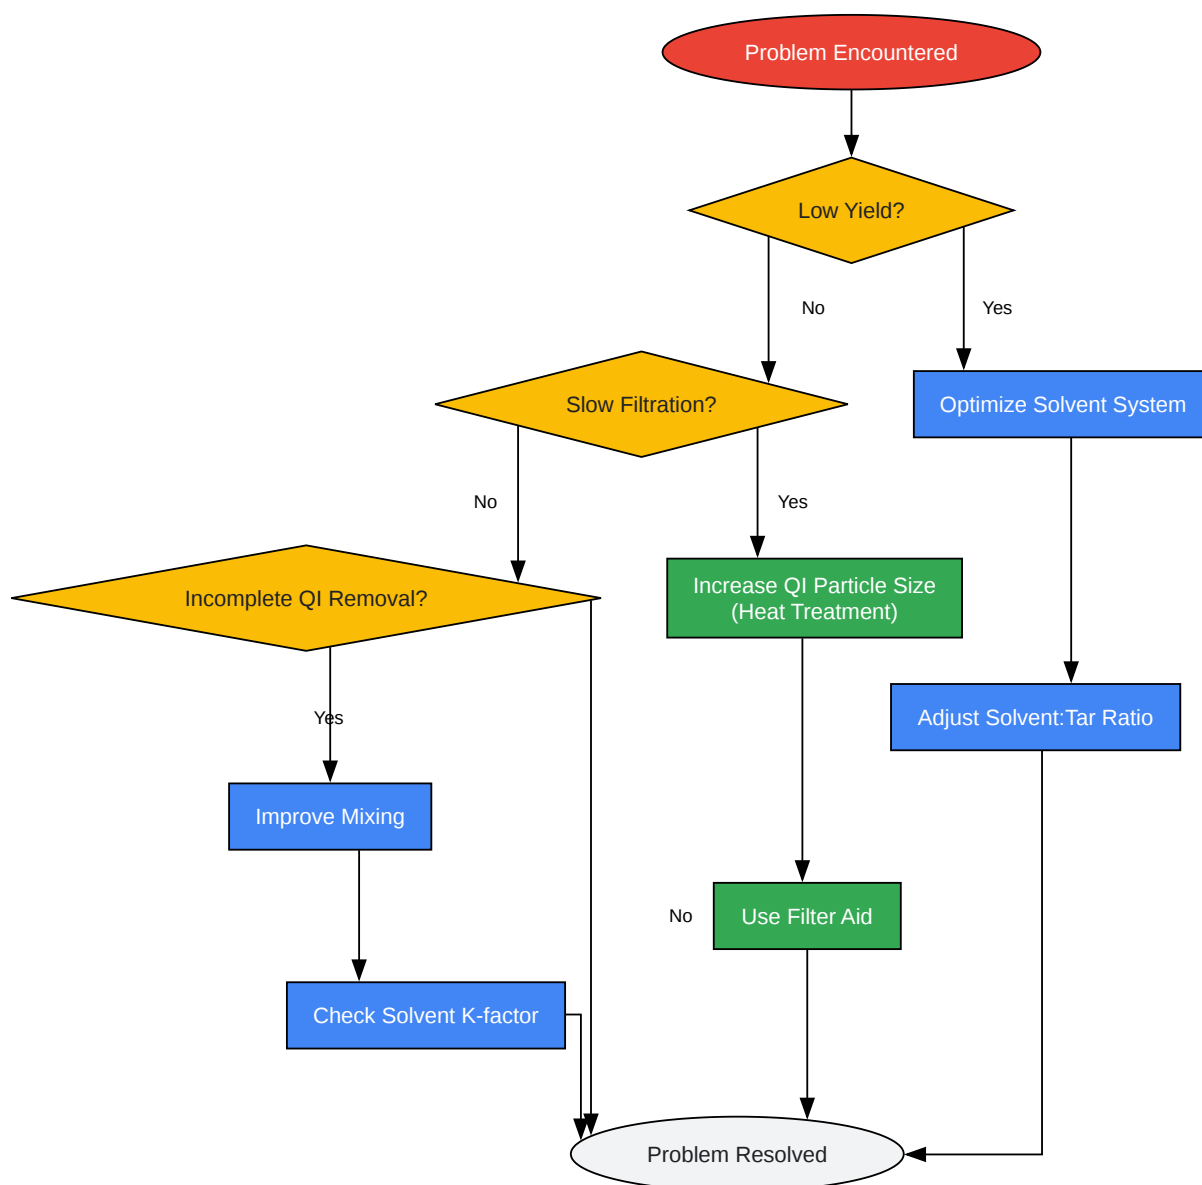 Problem Encountered
Low Yield?
No
Yes
Slow Filtration?
Optimize Solvent System
No
Yes
Incomplete QI Removal?
Increase QI Particle Size
(Heat Treatment)
Yes
Adjust Solvent:Tar Ratio
Improve Mixing
No
Use Filter Aid
Check Solvent K-factor
Problem Resolved